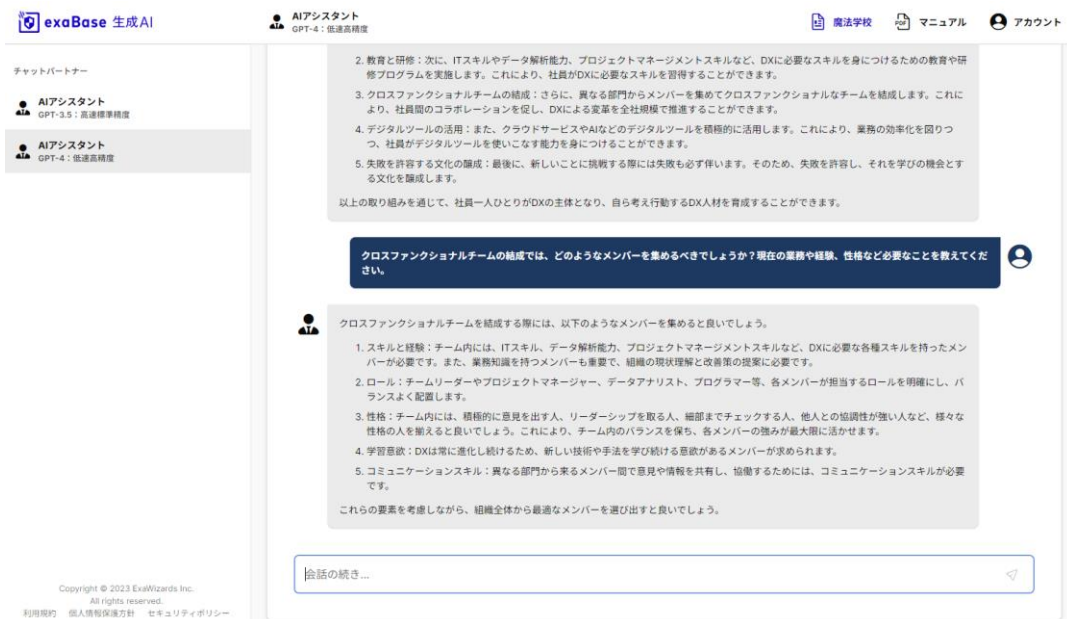 exaBase 生成AI
AIアシスタント
GPT-4：低速高精度
魔法学校
PDF
マニュアル
アカウント
チャットパートナー
AIアシスタント
GPT-3.5：高速標準精度
AIアシスタント
GPT-4：低速高精度
2. 教育と研修：次に、ITスキルやデータ解析能力、プロジェクトマネージメントスキルなど、DXに必要なスキルを身につけるための教育や研
修プログラムを実施します。これにより、社員がDXに必要なスキルを習得することができます。
3. クロスファンクショナルチームの結成：さらに、異なる部門からメンバーを集めてクロスファンクショナルなチームを結成します。これに
より、社員間のコラボレーションを促し、DXによる変革を全社規模で推進することができます。
4. デジタルツールの活用：また、クラウドサービスやAIなどのデジタルツールを積極的に活用します。これにより、業務の効率化を図りつ
つ、社員がデジタルツールを使いこなす能力を身につけることができます。
5. 失敗を許容する文化の醸成：最後に、新しいことに挑戦する際には失敗も必ず伴います。そのため、失敗を許容し、それを学びの機会とす
る文化を醸成します。
以上の取り組みを通じて、社員一人ひとりがDXの主体となり、自ら考え行動するDX人材を育成することができます。
クロスファンクショナルチームの結成では、どのようなメンバーを集めるべきでしょうか？現在の業務や経験、性格など必要なことを教えてくだ
さい。
クロスファンクショナルチームを結成する際には、以下のようなメンバーを集めると良いでしょう。
1. スキルと経験：チーム内には、ITスキル、データ解析能力、プロジェクトマネージメントスキルなど、DXに必要な各種スキルを持ったメン
バーが必要です。また、業務知識を持つメンバーも重要で、組織の現状理解と改善策の提案に必要です。
2. ロール：チームリーダーやプロジェクトマネージャー、データアナリスト、プログラマー等、各メンバーが担当するロールを明確にし、バ
ランスよく配置します。
3. 性格：チーム内には、積極的に意見を出す人、リーダーシップを取る人、細部までチェックする人、他人との協調性が強い人など、様々な
性格の人を揃えると良いでしょう。これにより、チーム内のバランスを保ち、各メンバーの強みが最大限に活かせます。
4. 学習意欲：DXは常に進化し続けるため、新しい技術や手法を学び続ける意欲があるメンバーが求められます。
5. コミュニケーションスキル：異なる部門から来るメンバー間で意見や情報を共有し、協働するためには、コミュニケーションスキルが必要
です。
これらの要素を考慮しながら、組織全体から最適なメンバーを選び出すと良いでしょう。
会話の続き...
Copyright © 2023 ExaWizards Inc.
All rights reserved.
利用規約 個人情報保護方針 セキュリティポリシー